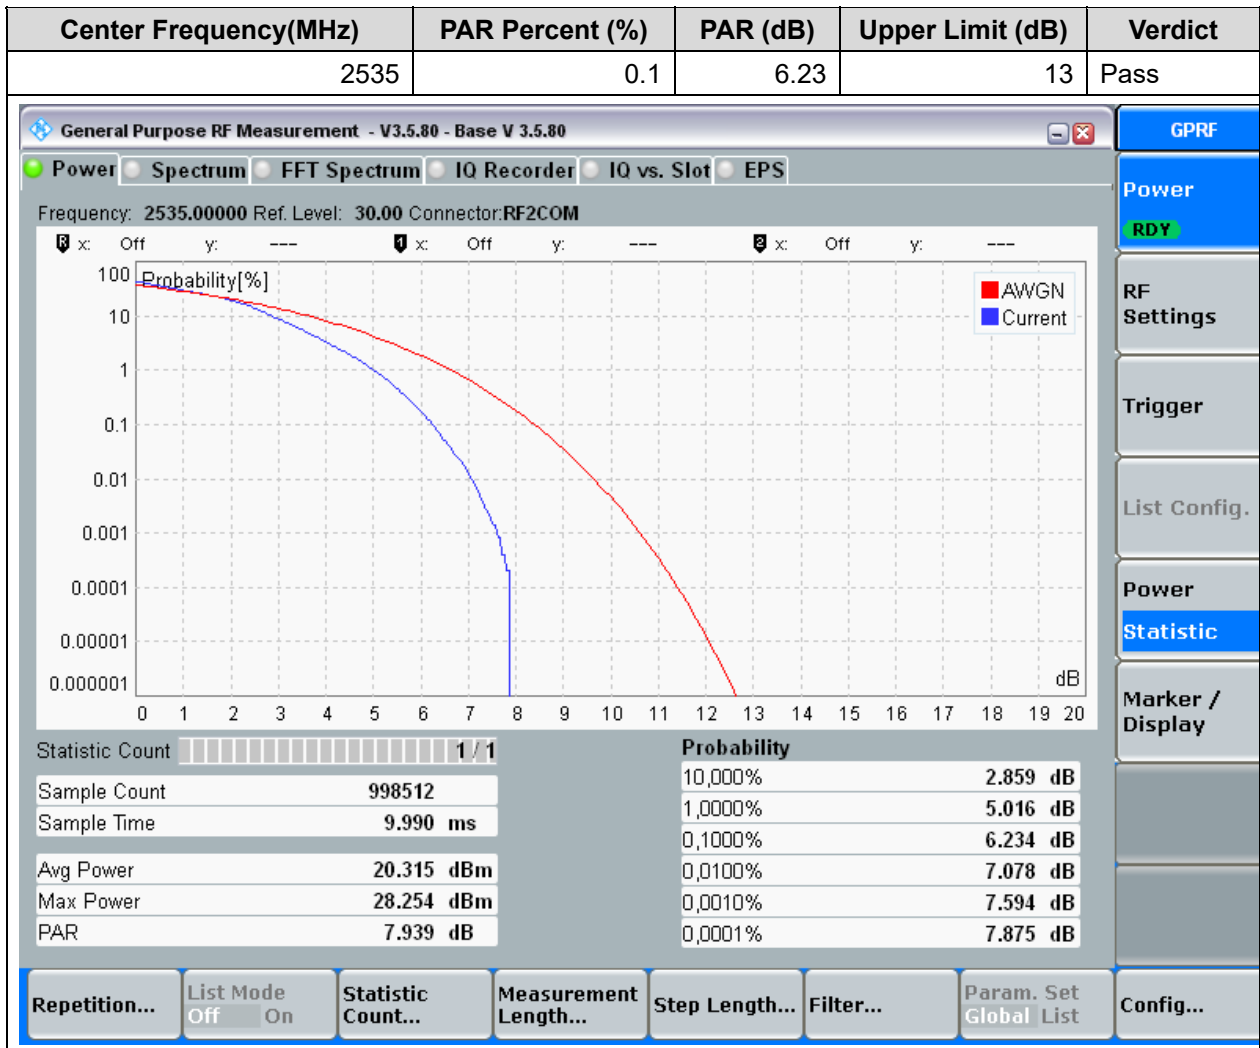 Center Frequency(MHz) PAR Percent (%) PAR (dB) Upper Limit (dB) Verdict
2535 0.1 6.23 13 Pass
General Purpose RF Measurement - V3.5.80 - Base V 3.5.80
GPRF
Power Spectrum FFT Spectrum IQ Recorder IQ vs. Slot EPS
Frequency: 2535.00000 Ref. Level: 30.00 Connector:RF2COM
R x: Off y: --- 1 x: Off y: --- 2 x: Off y: ---
Probability[%]
100
10
1
0.1
0.01
0.001
0.0001
0.00001
0.000001
AWGN
Current
dB
0 1 2 3 4 5 6 7 8 9 10 11 12 13 14 15 16 17 18 19 20
Statistic Count 1 / 1
Sample Count 998512
Sample Time 9.990 ms
Avg Power 20.315 dBm
Max Power 28.254 dBm
PAR 7.939 dB
Probability
10,000% 2.859 dB
1,0000% 5.016 dB
0,1000% 6.234 dB
0,0100% 7.078 dB
0,0010% 7.594 dB
0,0001% 7.875 dB
Power
RDY
RF
Settings
Trigger
List Config.
Power
Statistic
Marker /
Display
Repetition...
List Mode
Off On
Statistic
Count...
Measurement
Length...
Step Length...
Filter...
Param. Set
Global List
Config...